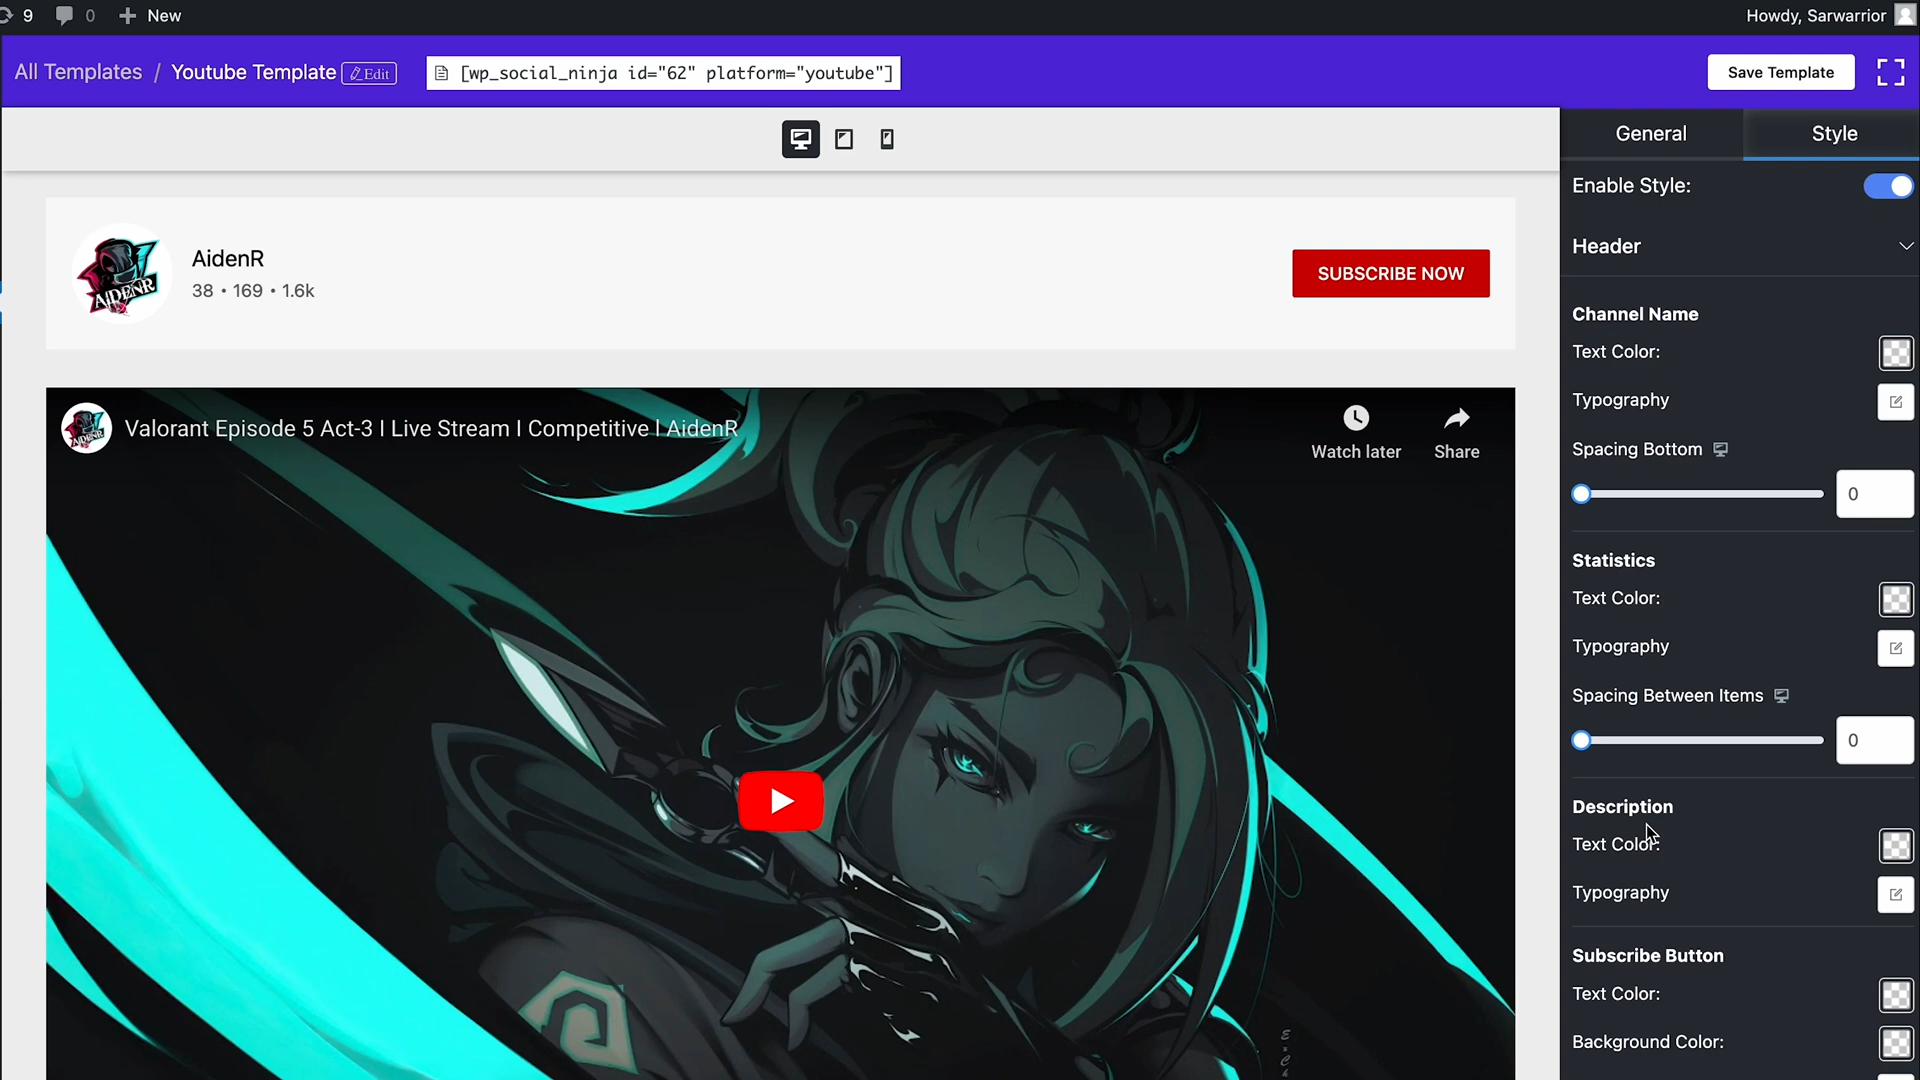 9 0 New Howdy, Sarwarrior
All Templates / Youtube Template Edit [wp_social_ninja id="62" platform="youtube"] Save Template
General Style
Enable Style:
Header
AidenR
38 • 169 • 1.6k
SUBSCRIBE NOW
AIDENR
Valorant Episode 5 Act-3 I Live Stream I Competitive I AidenR
Watch later
Share
Channel Name
Text Color:
Typography
Spacing Bottom
0
Statistics
Text Color:
Typography
Spacing Between Items
0
Description
Text Color:
Typography
Subscribe Button
Text Color:
Background Color: